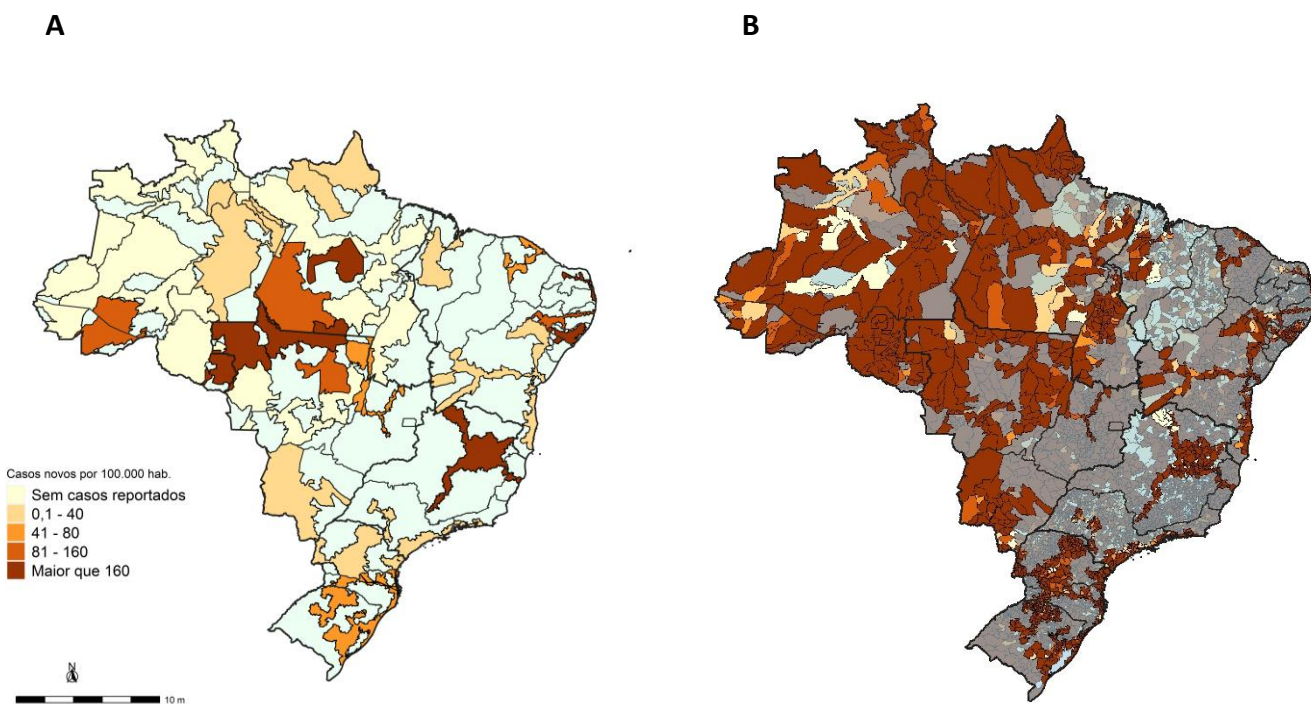 A
B
Casos novos por 100.000 hab.
Sem casos reportados
0,1 - 40
41 - 80
81 - 160
Maior que 160
N
10 m